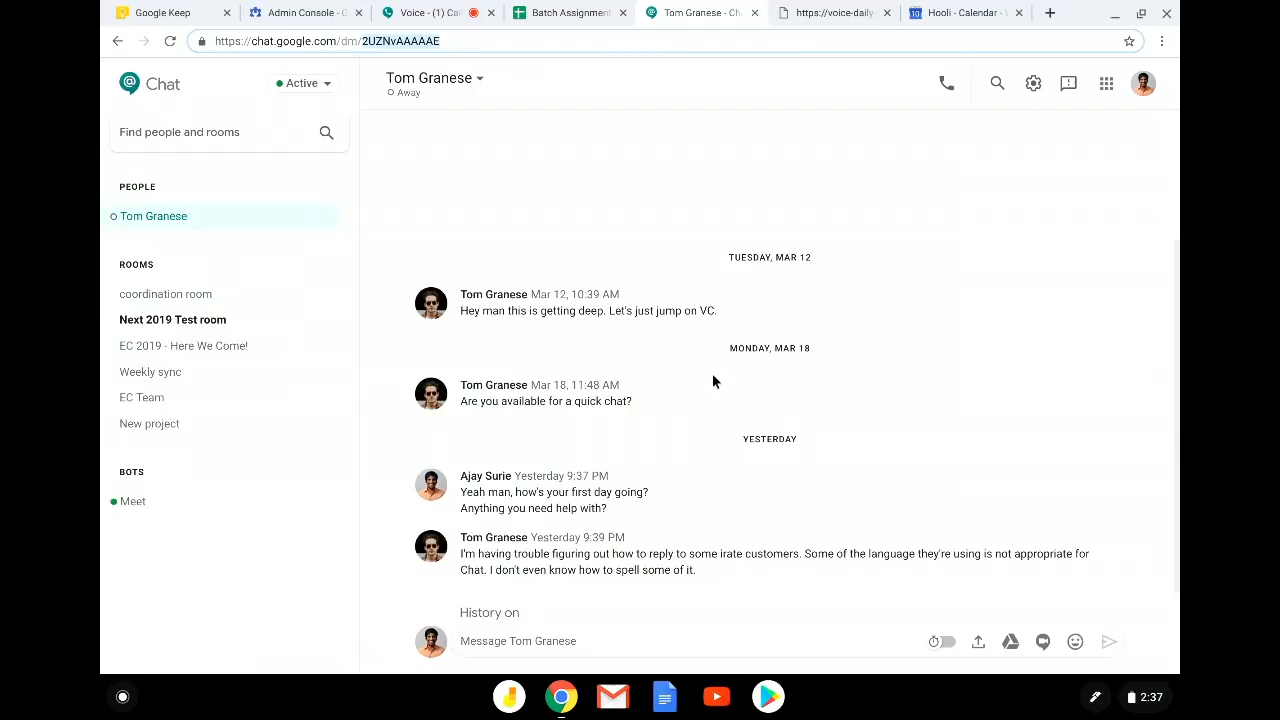 Google Keep
Admin Console - G
Voice - (1) Cal
Batch Assignment
Tom Granese - Ch
https://voice-daily-
Hooli - Calendar -
https://chat.google.com/dm/2UZNvAAAAAE
Chat
Active
Tom Granese
Away
Find people and rooms
PEOPLE
Tom Granese
ROOMS
coordination room
Next 2019 Test room
EC 2019 - Here We Come!
Weekly sync
EC Team
New project
BOTS
Meet
TUESDAY, MAR 12
Tom Granese Mar 12, 10:39 AM
Hey man this is getting deep. Let's just jump on VC.
MONDAY, MAR 18
Tom Granese Mar 18, 11:48 AM
Are you available for a quick chat?
YESTERDAY
Ajay Surie Yesterday 9:37 PM
Yeah man, how's your first day going?
Anything you need help with?
Tom Granese Yesterday 9:39 PM
I'm having trouble figuring out how to reply to some irate customers. Some of the language they're using is not appropriate for
Chat. I don't even know how to spell some of it.
History on
Message Tom Granese
2:37